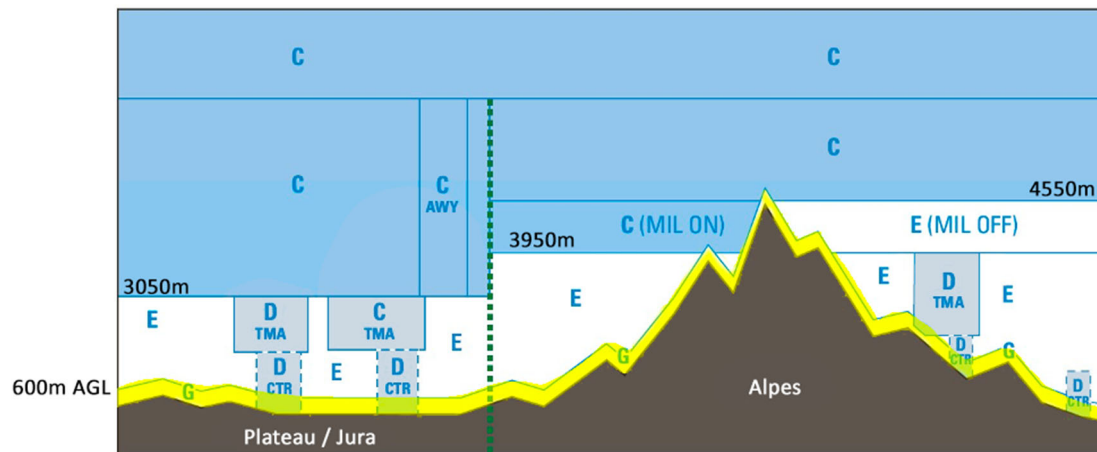 C
C
C
C
AWY
C
4550m
C (MIL ON)
E (MIL OFF)
3950m
3050m
E
D
TMA
C
TMA
E
E
E
D
TMA
E
D
CTR
E
D
CTR
D
CTR
D
CTR
600m AGL
G
G
G
Alpes
Plateau / Jura